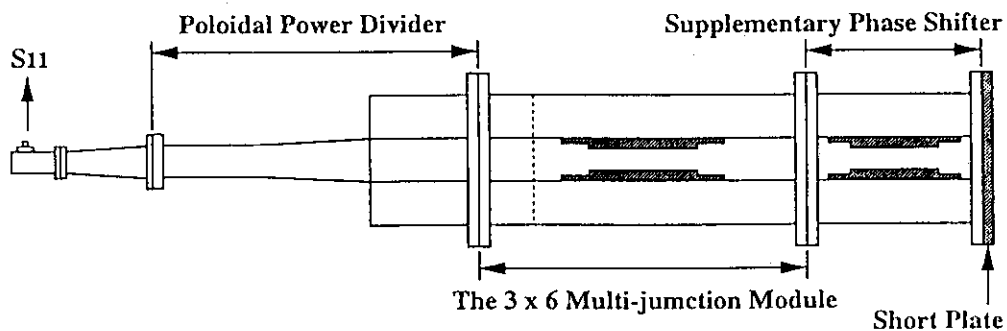 Poloidal Power Divider
Supplementary Phase Shifter
S11
The 3 x 6 Multi-jumction Module
Short Plate